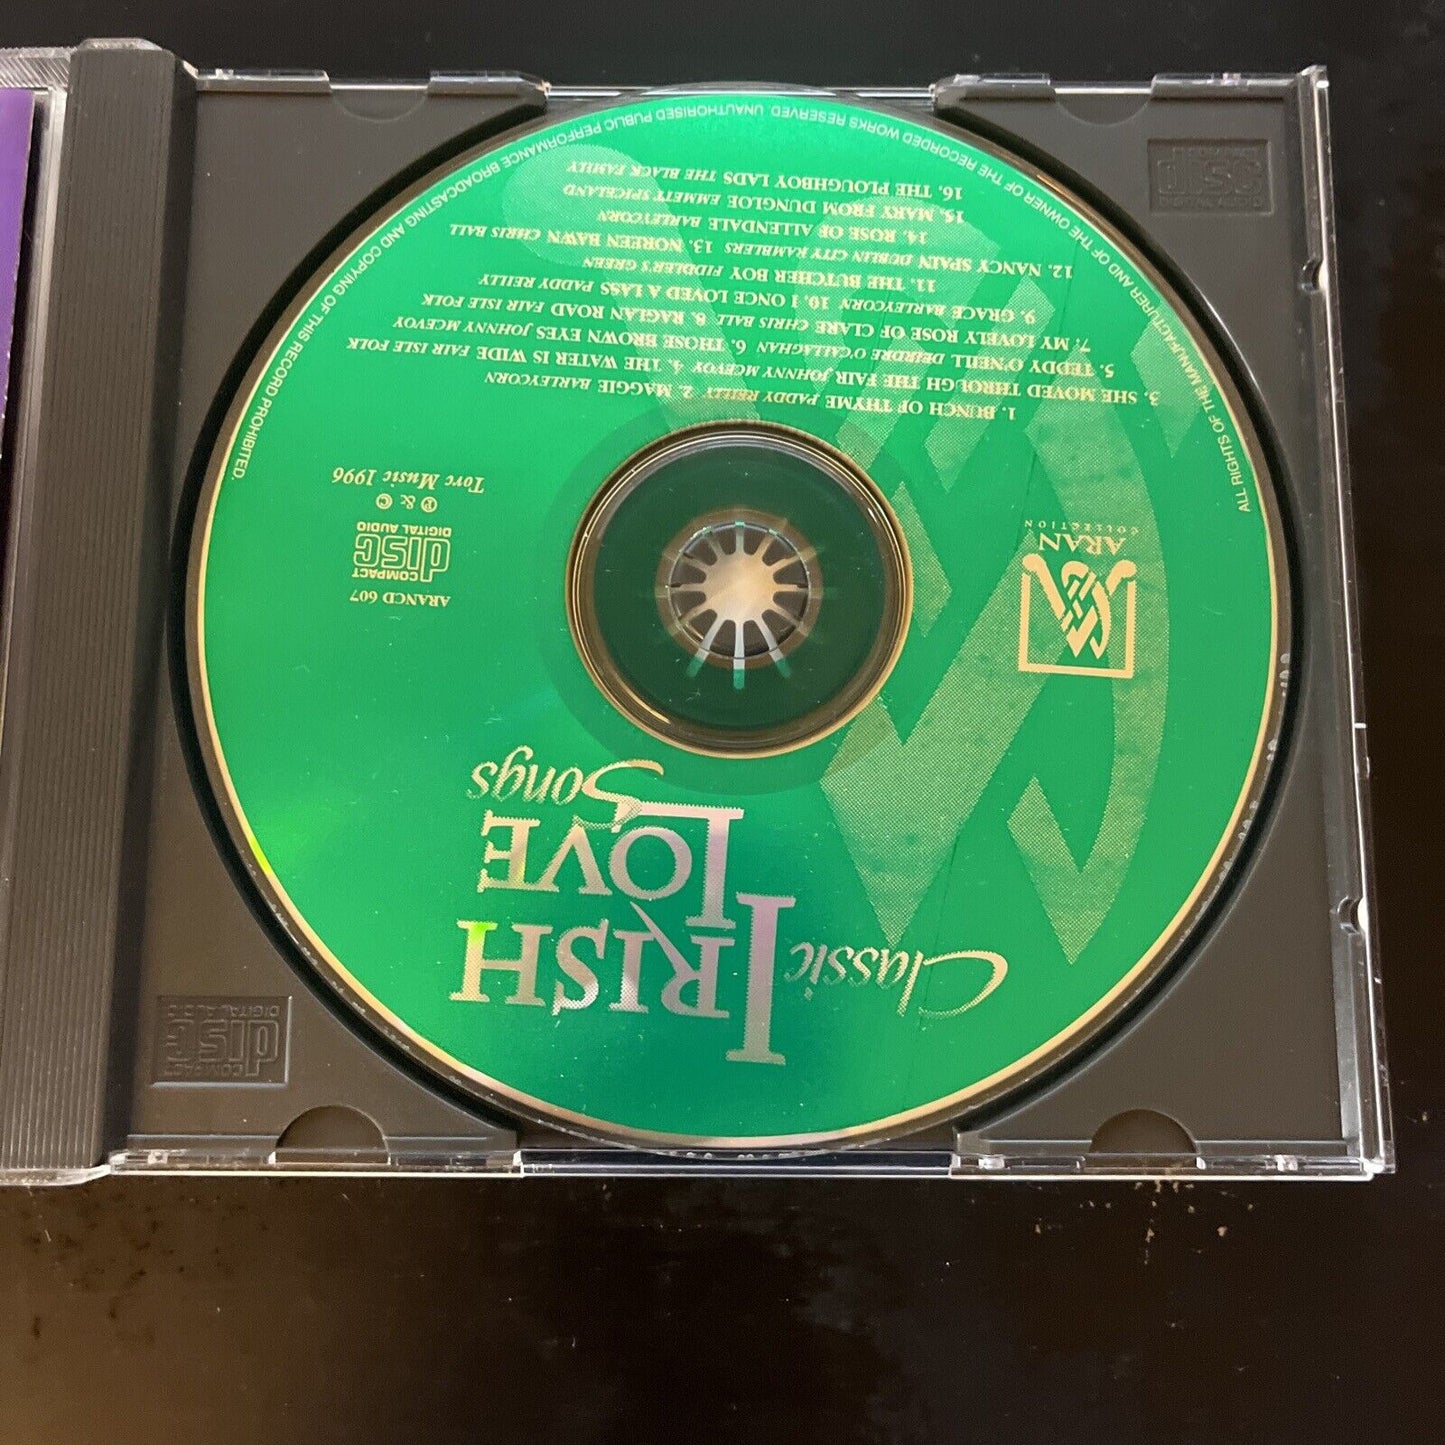 Classic
IRISH
LOVE
Songs
ARAN
COLLECTION
ARANCD 607
COMPACT
disc
DIGITAL AUDIO
℗ & ©
Torc Music 1996
1. BUNCH OF THYME PADDY REILLY 2. MAGGIE BARLEYCORN
3. SHE MOVED THROUGH THE FAIR JOHNNY MCEVOY 4. THE WATER IS WIDE FAIR ISLE FOLK
5. TEDDY O'NEILL DEIRDRE O'CALLAGHAN 6. THOSE BROWN EYES JOHNNY MCEVOY
7. MY LOVELY ROSE OF CLARE CHRIS BALL 8. RAGLAN ROAD FAIR ISLE FOLK
9. GRACE BARLEYCORN 10. I ONCE LOVED A LASS PADDY REILLY
11. THE BUTCHER BOY FIDDLER'S GREEN
12. NANCY SPAIN DUBLIN CITY RAMBLERS 13. NOREEN BAWN CHRIS BALL
14. ROSE OF ALLENDALE BARLEYCORN
15. MARY FROM DUNGLOE EMMETT SPICELAND
16. THE PLOUGHBOY LADS THE BLACK FAMILY
ALL RIGHTS OF THE MANUFACTURER AND OF THE OWNER OF THE RECORDED WORKS RESERVED. UNAUTHORISED PUBLIC PERFORMANCE BROADCASTING AND COPYING OF THIS RECORD PROHIBITED.
COMPACT
disc
DIGITAL AUDIO
disc
DIGITAL AUDIO